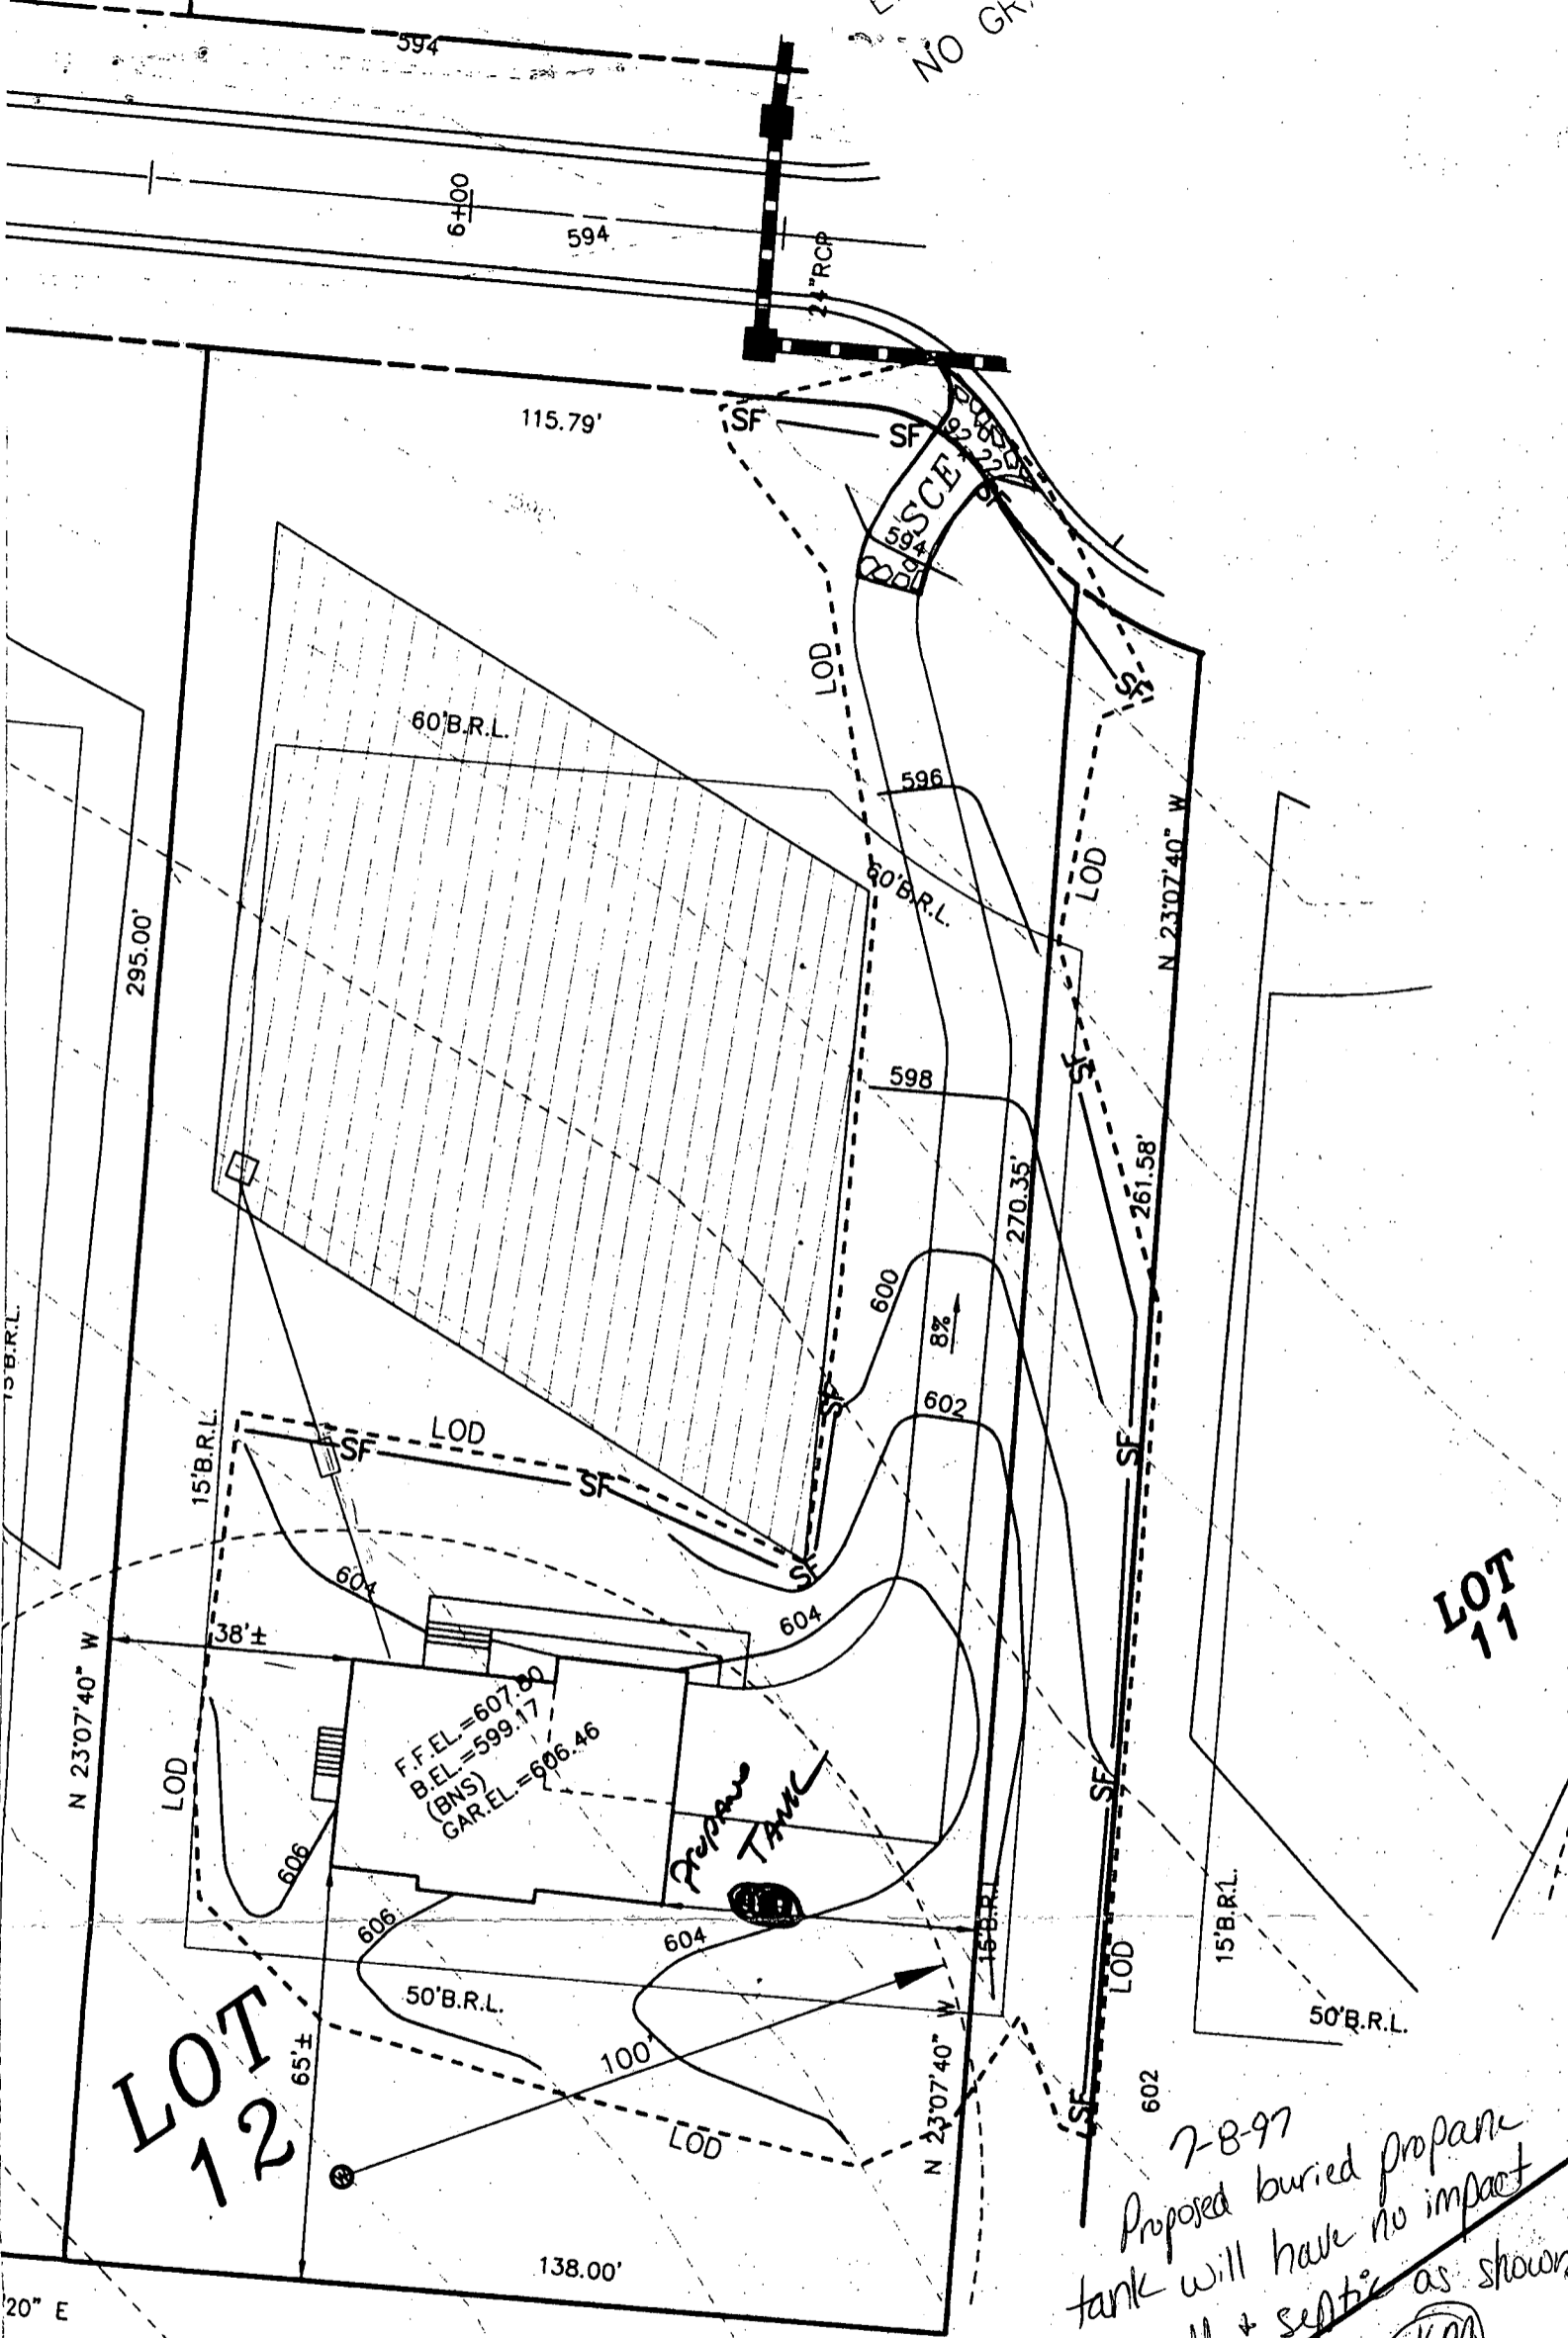 NO GR
594
6+00
594
24"RCP
115.79'
SF
SF
SCE
594
SF
LOD
SF
60'B.R.L.
596
60'B.R.L.
LOD
N 23°07'40" W
295.00'
598
SF
270.35'
261.58'
600
8%
15'B.R.L.
602
SF
15'B.R.L.
LOD
SF
SF
SF
SF
LOT
11
604
604
38'±
N 23°07'40" W
LOD
F.F.EL.=607.80
B.EL.=599.17
(BNS)
GAR.EL.=606.46
Propane
TANK
SF
606
606
604
15'B.R.L.
LOD
15'B.R.L.
50'B.R.L.
50'B.R.L.
LOT
12
65'±
100'
LOD
N 23°07'40" W
SF
602
W
138.00'
20" E
7-8-97
Proposed buried propane
tank will have no impact
septic as shown